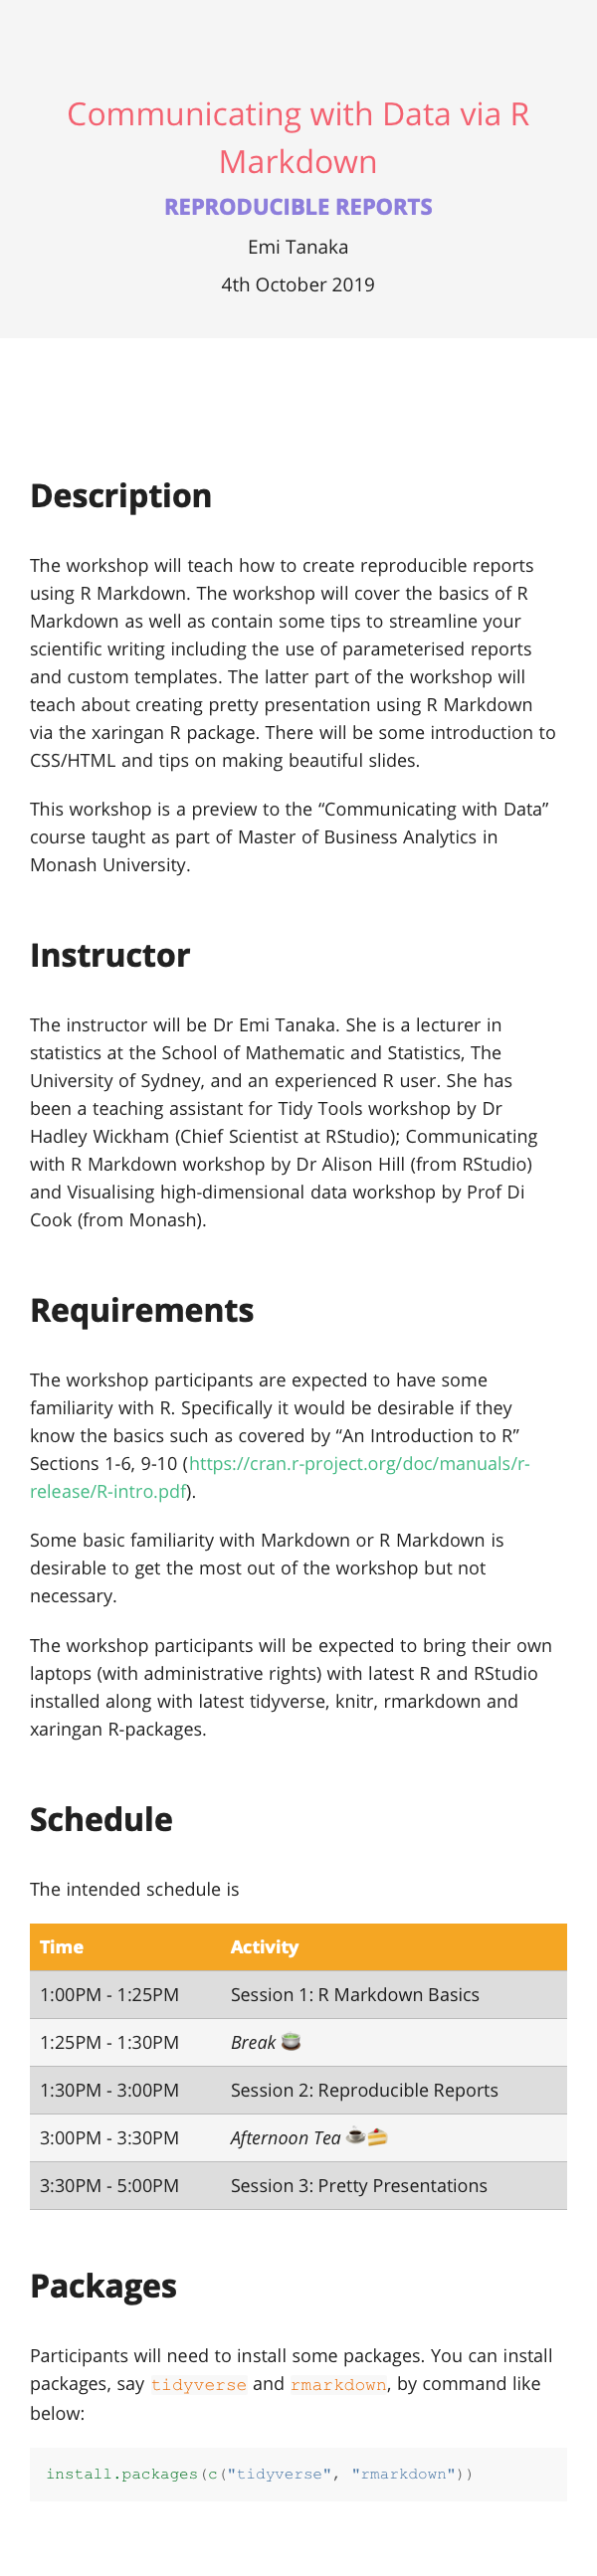 Communicating with Data via R
Markdown
REPRODUCIBLE REPORTS
Emi Tanaka
4th October 2019
Description
The workshop will teach how to create reproducible reports
using R Markdown. The workshop will cover the basics of R
Markdown as well as contain some tips to streamline your
scientific writing including the use of parameterised reports
and custom templates. The latter part of the workshop will
teach about creating pretty presentation using R Markdown
via the xaringan R package. There will be some introduction to
CSS/HTML and tips on making beautiful slides.
This workshop is a preview to the “Communicating with Data”
course taught as part of Master of Business Analytics in
Monash University.
Instructor
The instructor will be Dr Emi Tanaka. She is a lecturer in
statistics at the School of Mathematic and Statistics, The
University of Sydney, and an experienced R user. She has
been a teaching assistant for Tidy Tools workshop by Dr
Hadley Wickham (Chief Scientist at RStudio); Communicating
with R Markdown workshop by Dr Alison Hill (from RStudio)
and Visualising high-dimensional data workshop by Prof Di
Cook (from Monash).
Requirements
The workshop participants are expected to have some
familiarity with R. Specifically it would be desirable if they
know the basics such as covered by “An Introduction to R”
Sections 1-6, 9-10 (https://cran.r-project.org/doc/manuals/r-
release/R-intro.pdf).
Some basic familiarity with Markdown or R Markdown is
desirable to get the most out of the workshop but not
necessary.
The workshop participants will be expected to bring their own
laptops (with administrative rights) with latest R and RStudio
installed along with latest tidyverse, knitr, rmarkdown and
xaringan R-packages.
Schedule
The intended schedule is
Time Activity
1:00PM - 1:25PM Session 1: R Markdown Basics
1:25PM - 1:30PM Break 🍵
1:30PM - 3:00PM Session 2: Reproducible Reports
3:00PM - 3:30PM Afternoon Tea ☕🍰
3:30PM - 5:00PM Session 3: Pretty Presentations
Packages
Participants will need to install some packages. You can install
packages, say tidyverse and rmarkdown, by command like
below:
install.packages(c("tidyverse", "rmarkdown"))